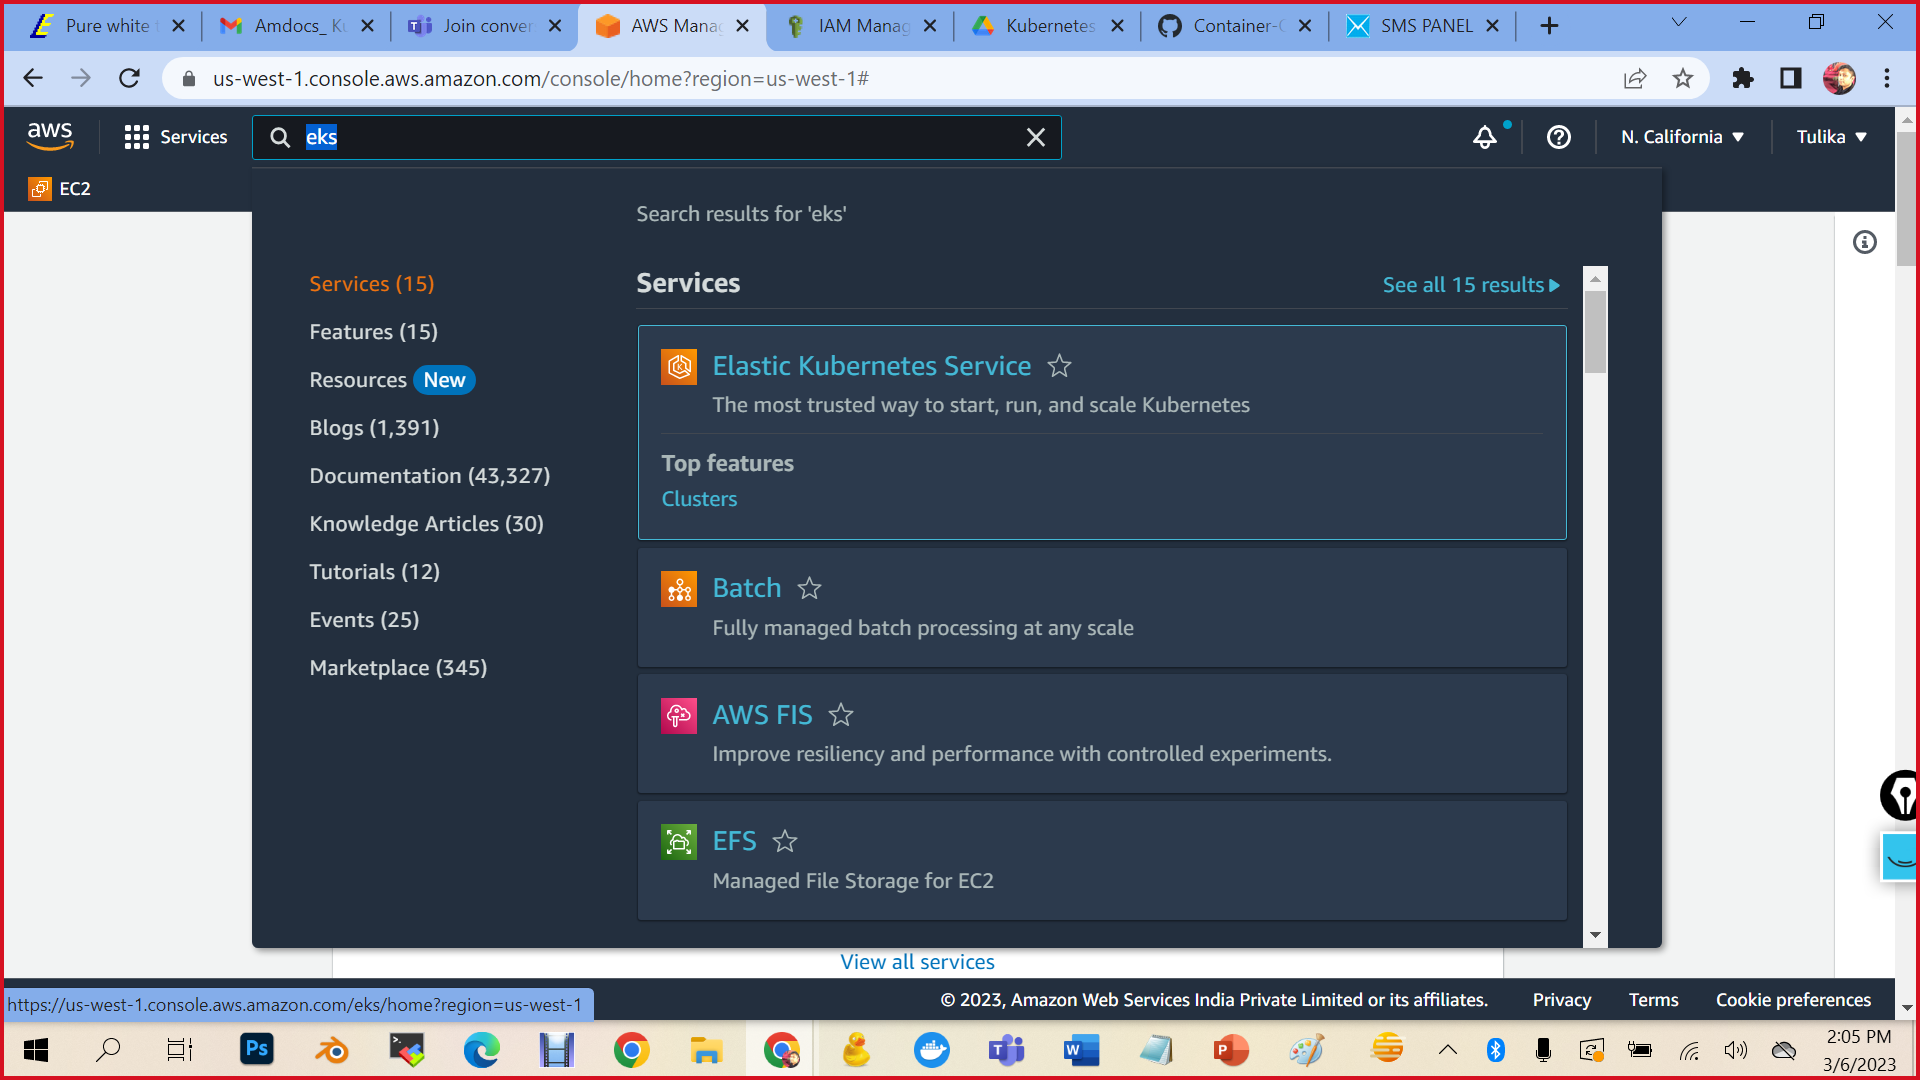 Pure white
Amdocs_
Join conver
AWS Manag
IAM Manag
Kubernetes
Container-
SMS PANEL
us-west-1.console.aws.amazon.com/console/home?region=us-west-1#
aws
Services
eks
N. California
Tulika
EC2
Search results for 'eks'
Services (15)
Features (15)
Resources New
Blogs (1,391)
Documentation (43,327)
Knowledge Articles (30)
Tutorials (12)
Events (25)
Marketplace (345)
Services
See all 15 results
Elastic Kubernetes Service
The most trusted way to start, run, and scale Kubernetes
Top features
Clusters
Batch
Fully managed batch processing at any scale
AWS FIS
Improve resiliency and performance with controlled experiments.
EFS
Managed File Storage for EC2
View all services
https://us-west-1.console.aws.amazon.com/eks/home?region=us-west-1
© 2023, Amazon Web Services India Private Limited or its affiliates.
Privacy
Terms
Cookie preferences
Ps
2:05 PM
3/6/2023